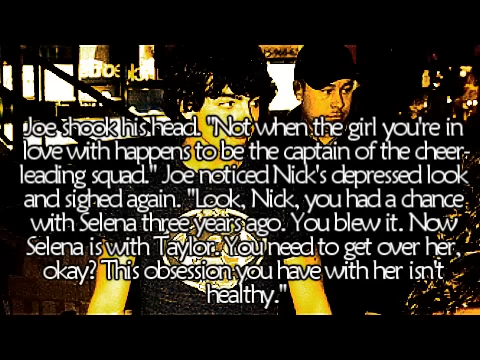 Joe shook his head. "Not when the girl you're in
love with happens to be the captain of the cheer-
leading squad." Joe noticed Nick's depressed look
and sighed again. "Look, Nick, you had a chance
with Selena three years ago. You blew it. Now
Selena is with Taylor. You need to get over her,
okay? This obsession you have with her isn't
healthy."